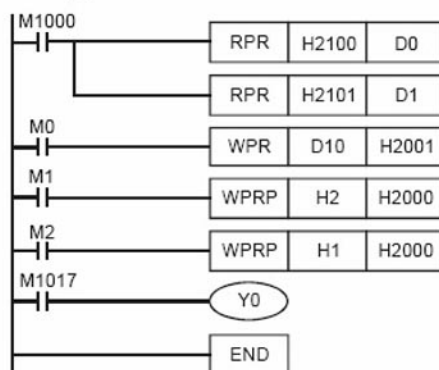 M1000
RPR H2100 D0
RPR H2101 D1
M0
WPR D10 H2001
M1
WPRP H2 H2000
M2
WPRP H1 H2000
M1017
Y0
END